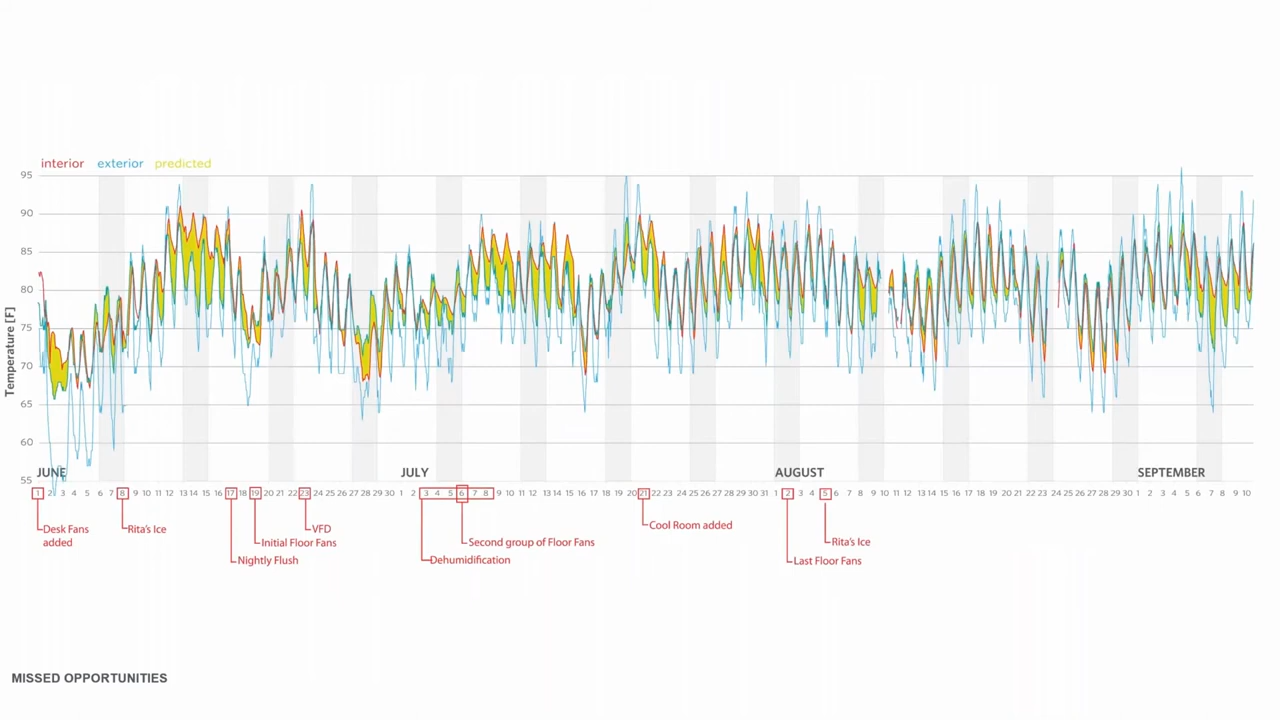 interior exterior predicted
95
90
85
80
75
70
65
60
55
Temperature [F]
JUNE JULY AUGUST SEPTEMBER
1 2 3 4 5 6 7 8 9 10 11 12 13 14 15 16 17 18 19 20 21 22 23 24 25 26 27 28 29 30 1 2 3 4 5 6 7 8 9 10 11 12 13 14 15 16 17 18 19 20 21 22 23 24 25 26 27 28 29 30 31 1 2 3 4 5 6 7 8 9 10 11 12 13 14 15 16 17 18 19 20 21 22 23 24 25 26 27 28 29 30 1 2 3 4 5 6 7 8 9 10
Desk Fans
added
Rita's Ice
Nightly Flush
Initial Floor Fans
VFD
Dehumidification
Second group of Floor Fans
Cool Room added
Last Floor Fans
Rita's Ice
MISSED OPPORTUNITIES